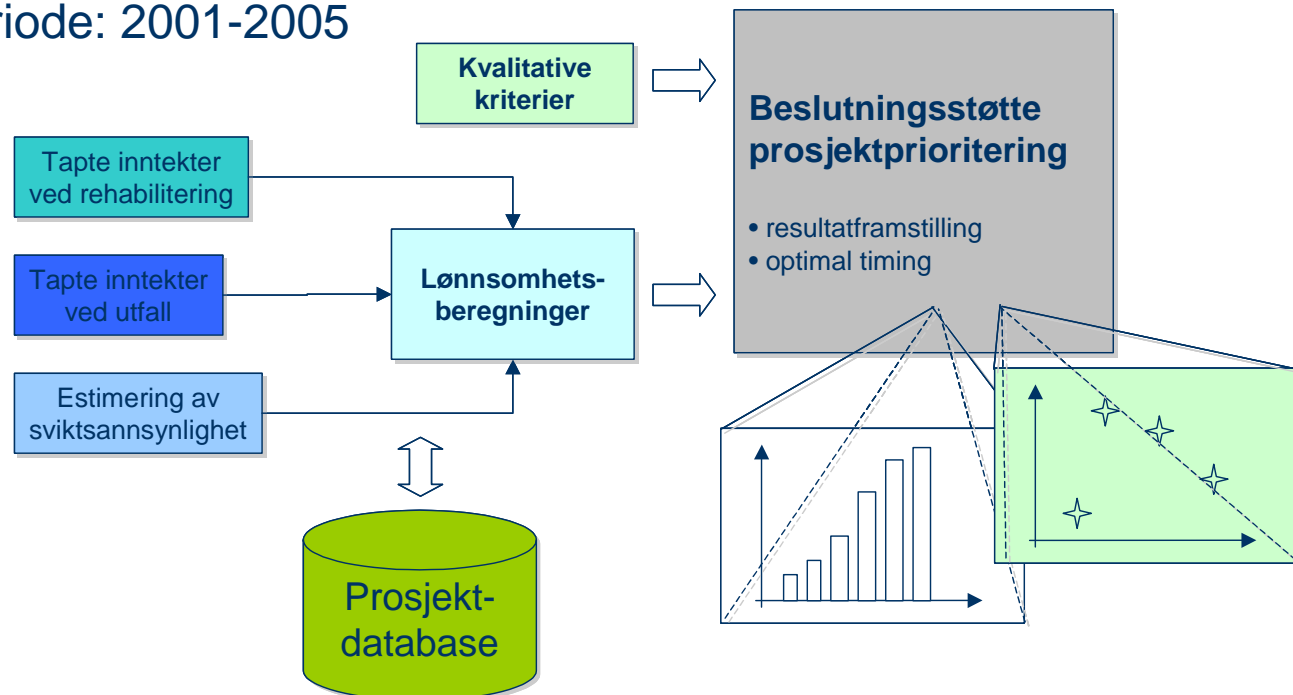 riode: 2001-2005
Kvalitative
kriterier
Beslutningsstøtte
prosjektprioritering
• resultatframstilling
• optimal timing
Tapte inntekter
ved rehabilitering
Tapte inntekter
ved utfall
Lønnsomhets-
beregninger
Estimering av
sviktsannsynlighet
Prosjekt-
database